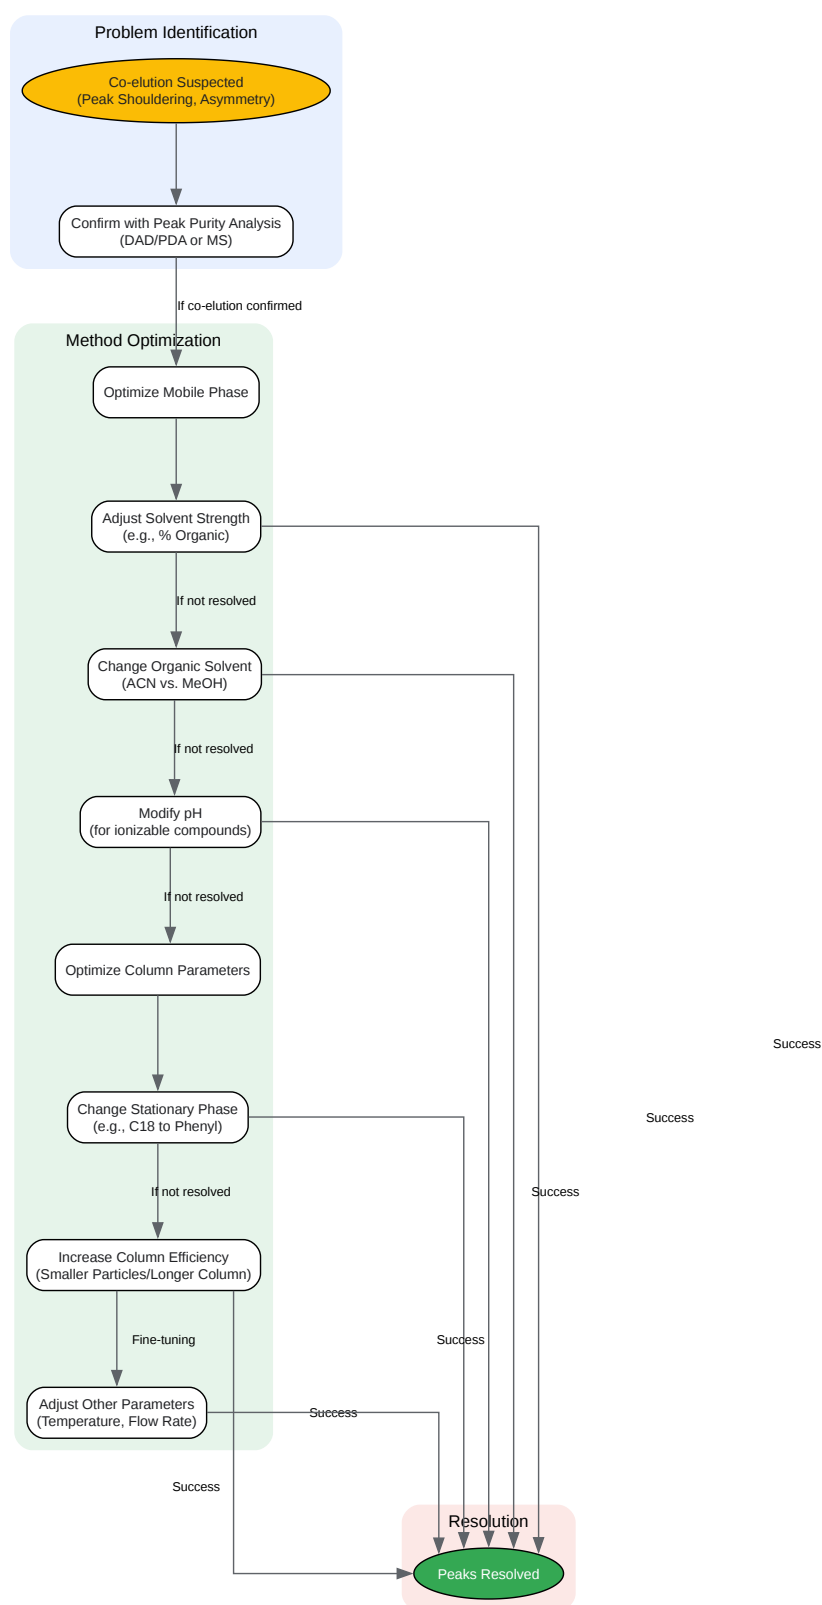 Problem Identification
Co-elution Suspected
(Peak Shouldering, Asymmetry)
Confirm with Peak Purity Analysis
(DAD/PDA or MS)
If co-elution confirmed
Method Optimization
Optimize Mobile Phase
Adjust Solvent Strength
(e.g., % Organic)
If not resolved
Change Organic Solvent
(ACN vs. MeOH)
If not resolved
Modify pH
(for ionizable compounds)
If not resolved
Optimize Column Parameters
Success
Change Stationary Phase
(e.g., C18 to Phenyl)
Success
If not resolved
Success
Increase Column Efficiency
(Smaller Particles/Longer Column)
Fine-tuning
Success
Adjust Other Parameters
(Temperature, Flow Rate)
Success
Success
Resolution
Peaks Resolved